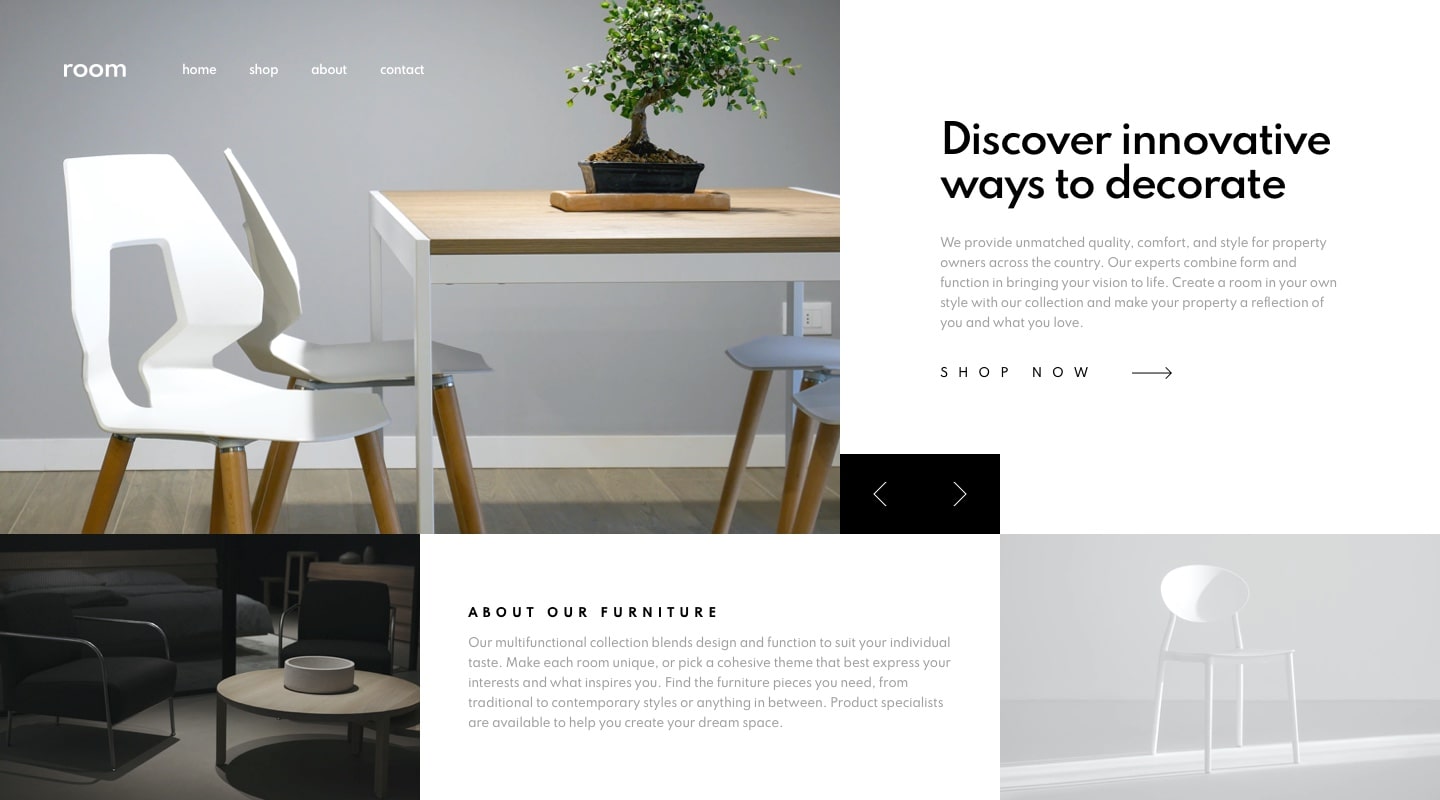 room
home shop about contact
Discover innovative
ways to decorate
We provide unmatched quality, comfort, and style for property
owners across the country. Our experts combine form and
function in bringing your vision to life. Create a room in your own
style with our collection and make your property a reflection of
you and what you love.
SHOP NOW
ABOUT OUR FURNITURE
Our multifunctional collection blends design and function to suit your individual
taste. Make each room unique, or pick a cohesive theme that best express your
interests and what inspires you. Find the furniture pieces you need, from
traditional to contemporary styles or anything in between. Product specialists
are available to help you create your dream space.